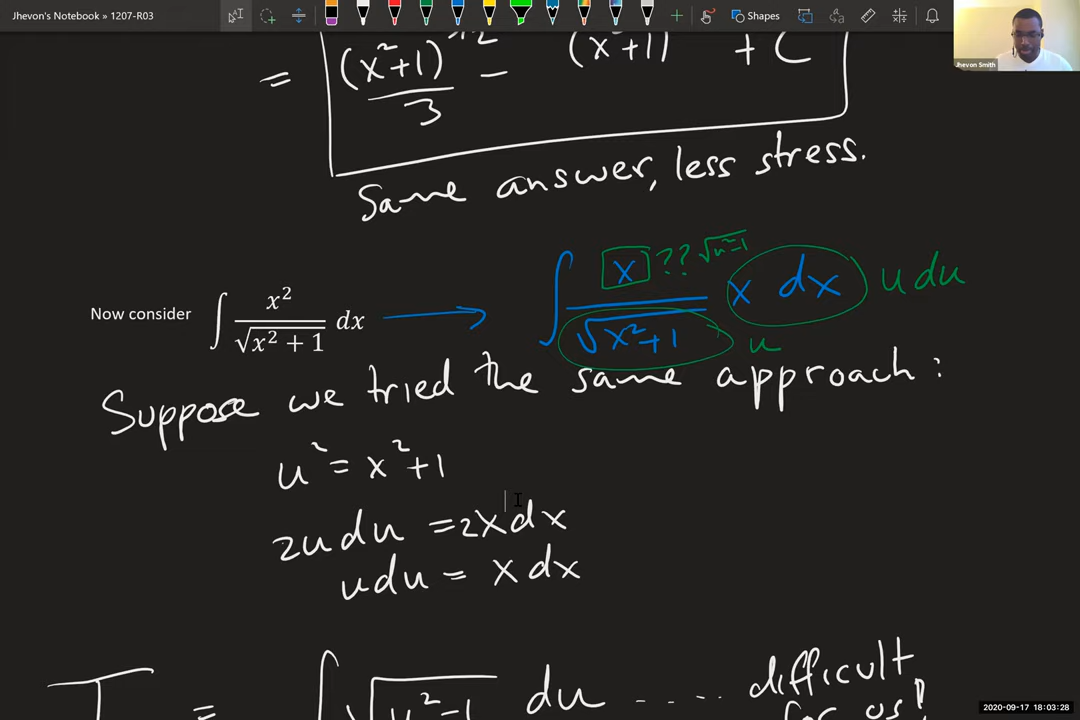 Jhevon's Notebook » 1207-R03
Shapes
Jhevon Smith
= (x²+1)^3/2 / 3 − (x²+1) + C
Same answer, less stress.
Now consider ∫ x² / √(x² + 1) dx → ∫ x / √(x²+1) x dx
?? √(u²−1)
u du
u
Suppose we tried the same approach:
u² = x²+1
2u du = 2x dx
u du = x dx
I = ∫ √(u²−1) du .... difficult
for us!
2020-09-17 18:03:28